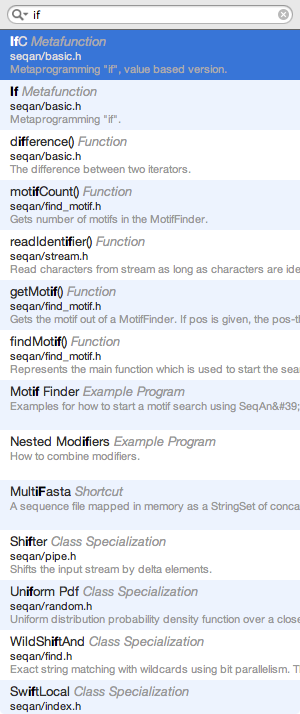 if
IfC Metafunction
seqan/basic.h
Metaprogramming "if", value based version.
If Metafunction
seqan/basic.h
Metaprogramming "if".
difference() Function
seqan/basic.h
The difference between two iterators.
motifCount() Function
seqan/find_motif.h
Gets number of motifs in the MotifFinder.
readIdentifier() Function
seqan/stream.h
Read characters from stream as long as characters are ide
getMotif() Function
seqan/find_motif.h
Gets the motif out of a MotifFinder. If pos is given, the pos-th
findMotif() Function
seqan/find_motif.h
Represents the main function which is used to start the sea
Motif Finder Example Program
Examples for how to start a motif search using SeqAn&#39;
Nested Modifiers Example Program
How to combine modifiers.
MultiFasta Shortcut
A sequence file mapped in memory as a StringSet of conca
Shifter Class Specialization
seqan/pipe.h
Shifts the input stream by delta elements.
Uniform Pdf Class Specialization
seqan/random.h
Uniform distribution probability density function over a close
WildShiftAnd Class Specialization
seqan/find.h
Exact string matching with wildcards using bit parallelism. T
SwiftLocal Class Specialization
seqan/index.h